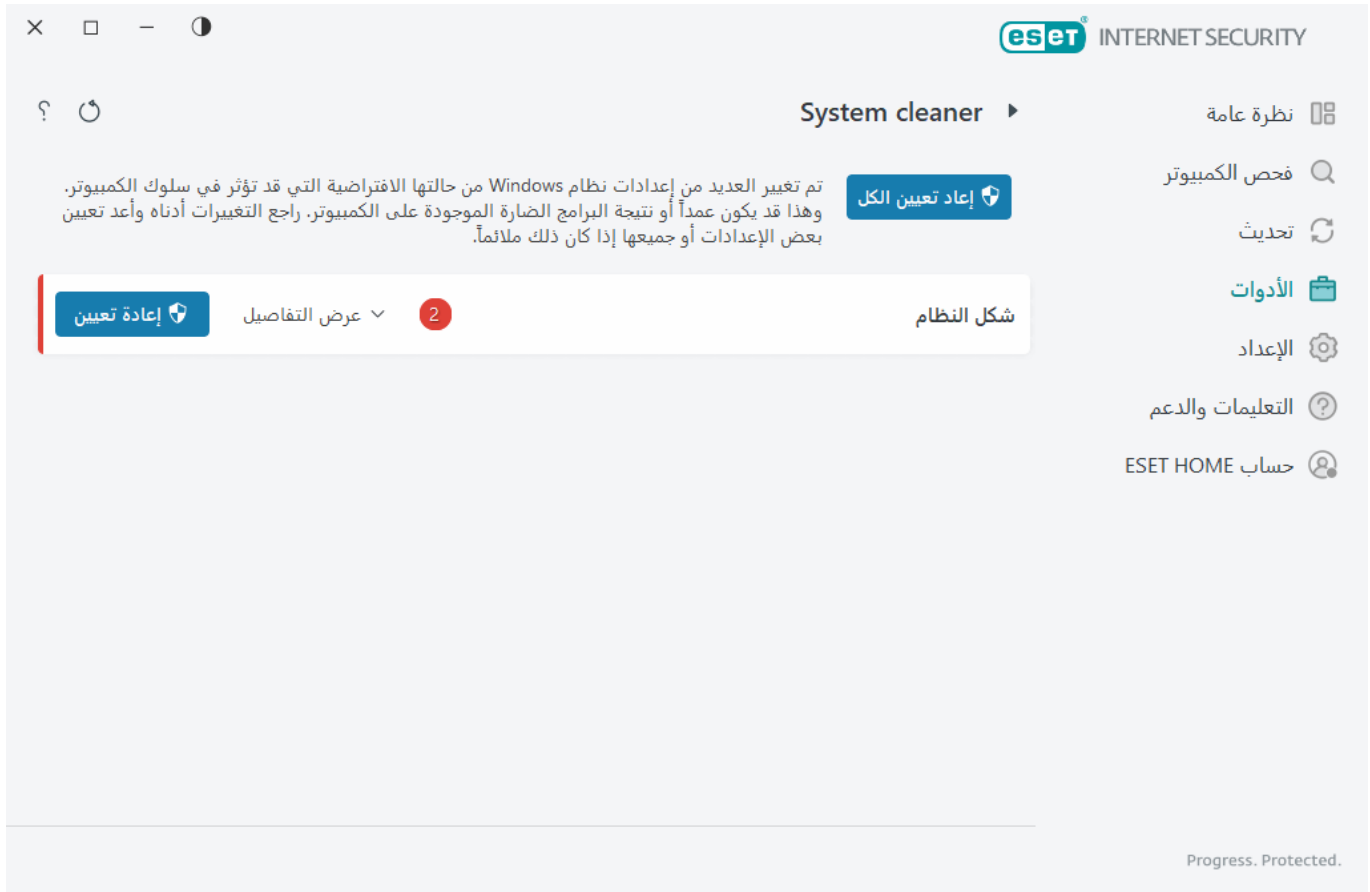 eset® INTERNET SECURITY
نظرة عامة
فحص الكمبيوتر
تحديث
الأدوات
الإعداد
التعليمات والدعم
حساب ESET HOME
System cleaner
؟
إعاد تعيين الكل
تم تغيير العديد من إعدادات نظام Windows من حالتها الافتراضية التي قد تؤثر في سلوك الكمبيوتر.
وهذا قد يكون عمداً أو نتيجة البرامج الضارة الموجودة على الكمبيوتر. راجع التغييرات أدناه وأعد تعيين
بعض الإعدادات أو جميعها إذا كان ذلك ملائماً.
شكل النظام
2
عرض التفاصيل
إعادة تعيين
Progress. Protected.